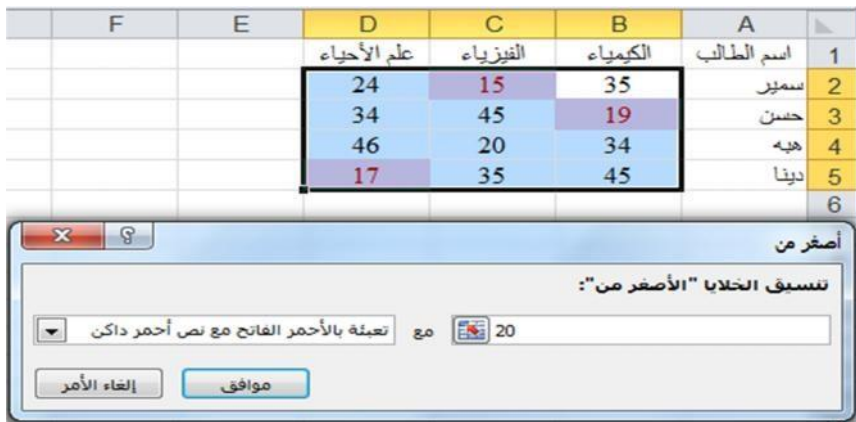 A B C D E F
1 اسم الطالب الكيمياء الفيزياء علم الأحياء
2 سمير 35 15 24
3 حسن 19 45 34
4 هبه 34 20 46
5 دينا 45 35 17
6
أصغر من
تنسيق الخلايا "الأصغر من":
20 مع تعبئة بالأحمر الفاتح مع نص أحمر داكن
موافق إلغاء الأمر